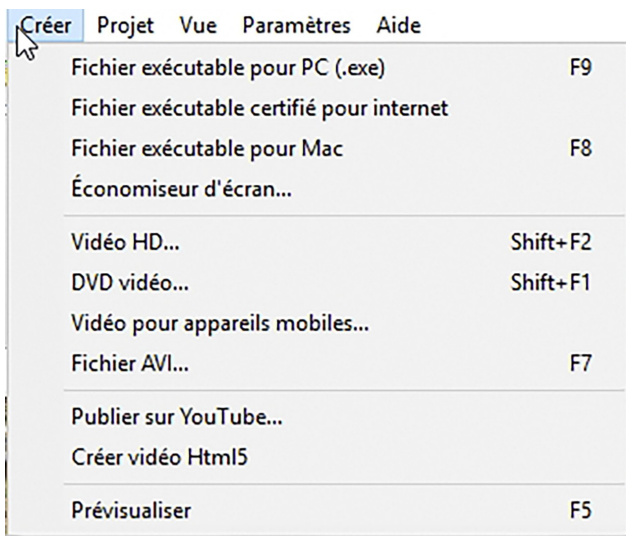 Créer Projet Vue Paramètres Aide
Fichier exécutable pour PC (.exe) F9
Fichier exécutable certifié pour internet
Fichier exécutable pour Mac F8
Économiseur d'écran...
Vidéo HD... Shift+F2
DVD vidéo... Shift+F1
Vidéo pour appareils mobiles...
Fichier AVI... F7
Publier sur YouTube...
Créer vidéo Html5
Prévisualiser F5